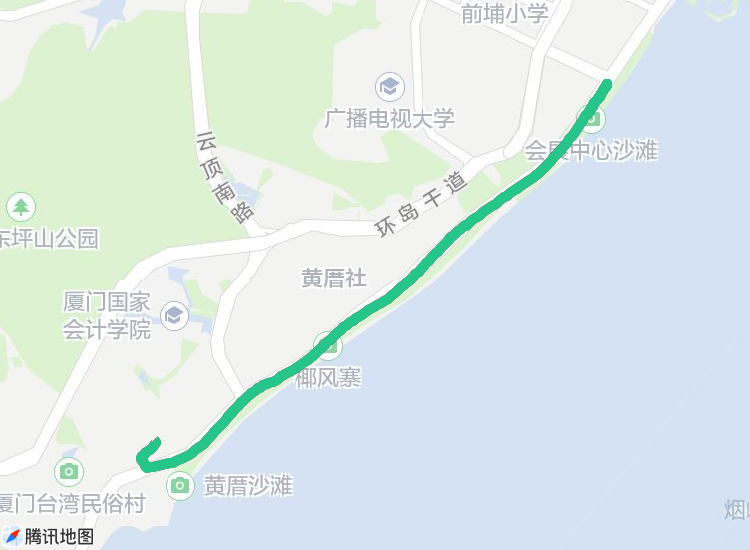 前埔小学
广播电视大学
会展中心沙滩
云顶南路
环岛干道
东坪山公园
黄厝社
厦门国家
会计学院
椰风寨
黄厝沙滩
厦门台湾民俗村
腾讯地图